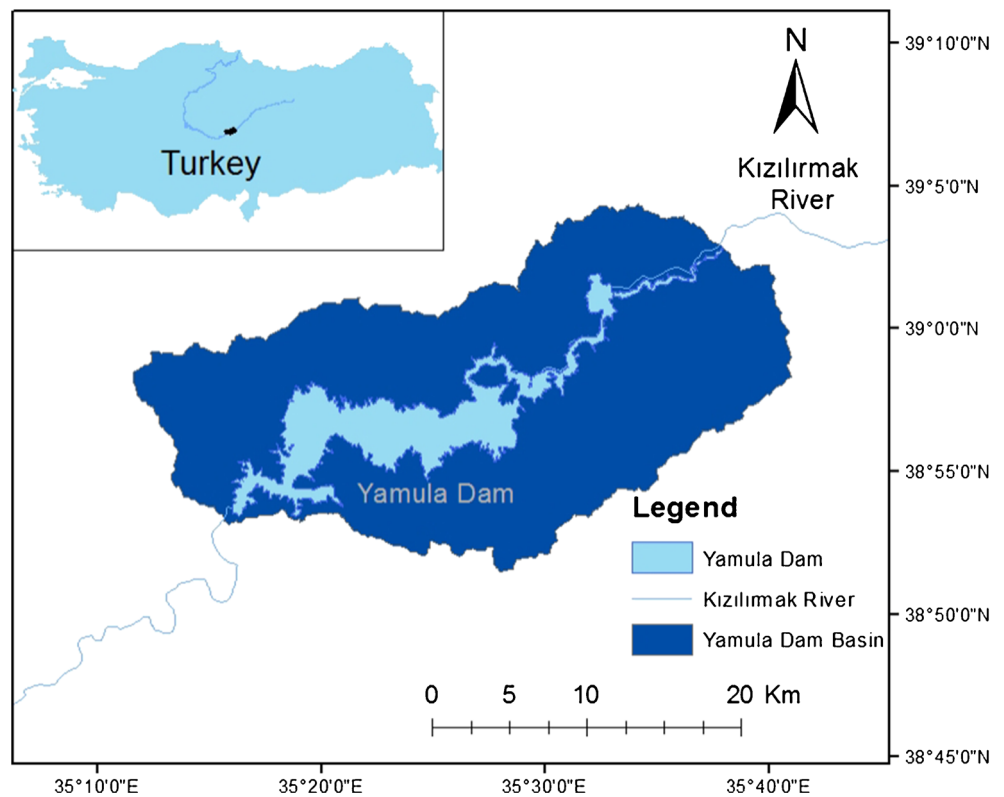 Turkey
N
Kızılırmak
River
39°10'0"N
39°5'0"N
39°0'0"N
38°55'0"N
38°50'0"N
38°45'0"N
Yamula Dam
Legend
Yamula Dam
Kızılırmak River
Yamula Dam Basin
0 5 10 20 Km
35°10'0"E 35°20'0"E 35°30'0"E 35°40'0"E